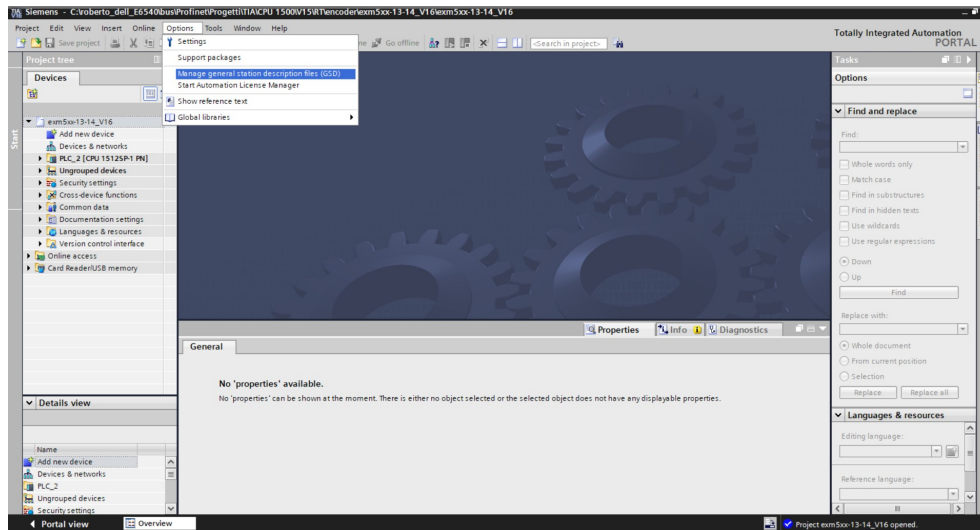 Siemens - C:\roberto_dell_E6540\bus\Profinet\Progetti\TIA\CPU 1500\V15\RT\encoder\exm5xx-13-14_V16\exm5xx-13-14_V16
Project Edit View Insert Online Options Tools Window Help
Totally Integrated Automation
PORTAL
Save project
Go offline
<Search in project>
Settings
Support packages
Manage general station description files (GSD)
Start Automation License Manager
Show reference text
Global libraries
Project tree
Devices
exm5xx-13-14_V16
Add new device
Devices & networks
PLC_2 [CPU 1512SP-1 PN]
Ungrouped devices
Security settings
Cross-device functions
Common data
Documentation settings
Languages & resources
Version control interface
Online access
Card Reader/USB memory
Start
Details view
Name
Add new device
Devices & networks
PLC_2
Ungrouped devices
Security settings
Properties
Info
Diagnostics
General
No 'properties' available.
No 'properties' can be shown at the moment. There is either no object selected or the selected object does not have any displayable properties.
Tasks
Options
Find and replace
Find:
Whole words only
Match case
Find in substructures
Find in hidden texts
Use wildcards
Use regular expressions
Down
Up
Find
Replace with:
Whole document
From current position
Selection
Replace
Replace all
Languages & resources
Editing language:
Reference language:
Portal view
Overview
Project exm5xx-13-14_V16 opened.